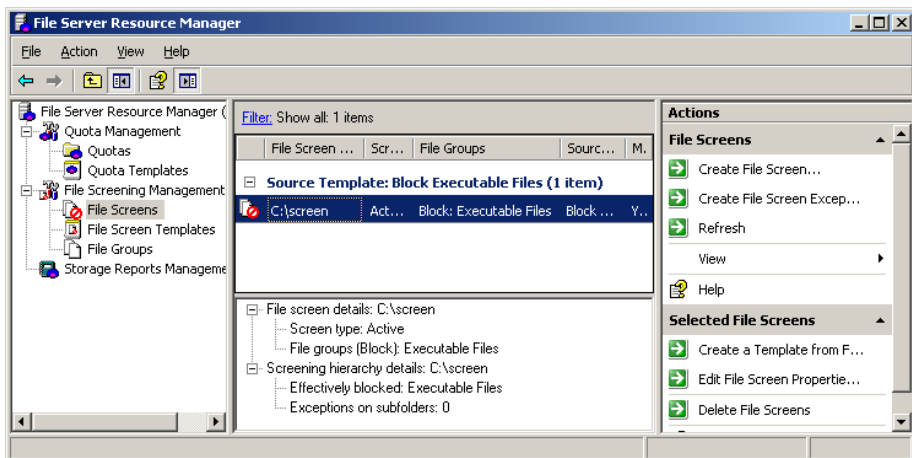 File Server Resource Manager
File Action View Help
File Server Resource Manager (
Quota Management
Quotas
Quota Templates
File Screening Management
File Screens
File Screen Templates
File Groups
Storage Reports Manageme
Filter: Show all: 1 items
File Screen ... Scr... File Groups Sourc... M.
Source Template: Block Executable Files (1 item)
C:\screen Act... Block: Executable Files Block ... Y..
File screen details: C:\screen
Screen type: Active
File groups (Block): Executable Files
Screening hierarchy details: C:\screen
Effectively blocked: Executable Files
Exceptions on subfolders: 0
Actions
File Screens
Create File Screen...
Create File Screen Excep...
Refresh
View
Help
Selected File Screens
Create a Template from F...
Edit File Screen Propertie...
Delete File Screens